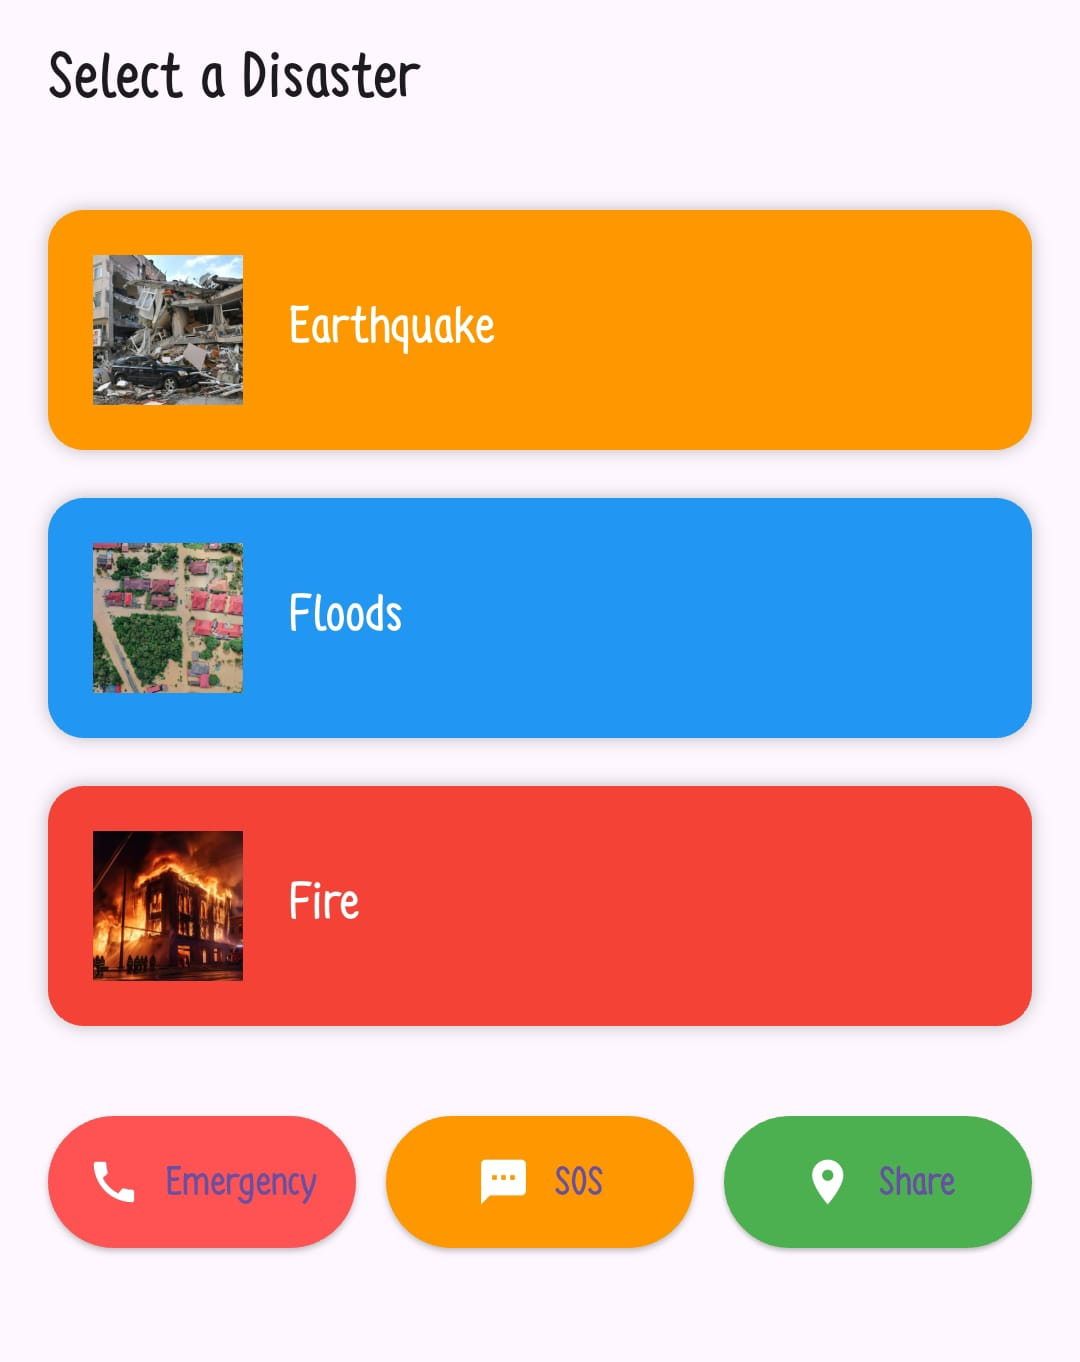 Select a Disaster
Earthquake
Floods
Fire
Emergency
SOS
Share